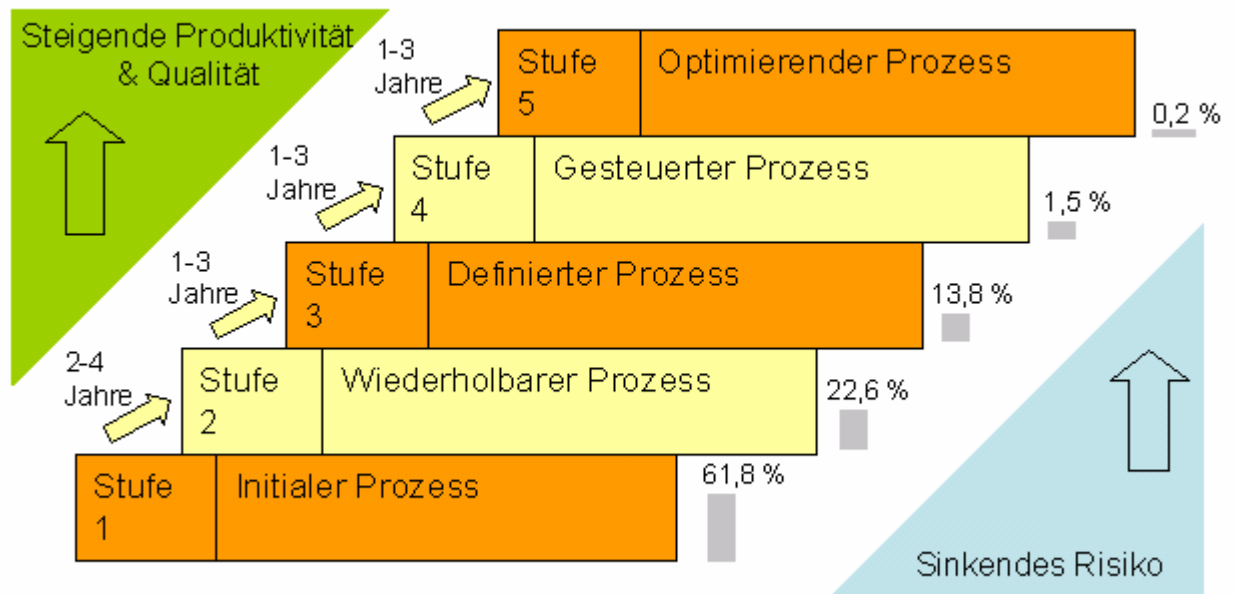 Steigende Produktivität
& Qualität
1-3
Jahre
Stufe
5
Optimierender Prozess
0,2 %
1-3
Jahre
Stufe
4
Gesteuerter Prozess
1,5 %
1-3
Jahre
Stufe
3
Definierter Prozess
13,8 %
2-4
Jahre
Stufe
2
Wiederholbarer Prozess
22,6 %
Stufe
1
Initialer Prozess
61,8 %
Sinkendes Risiko